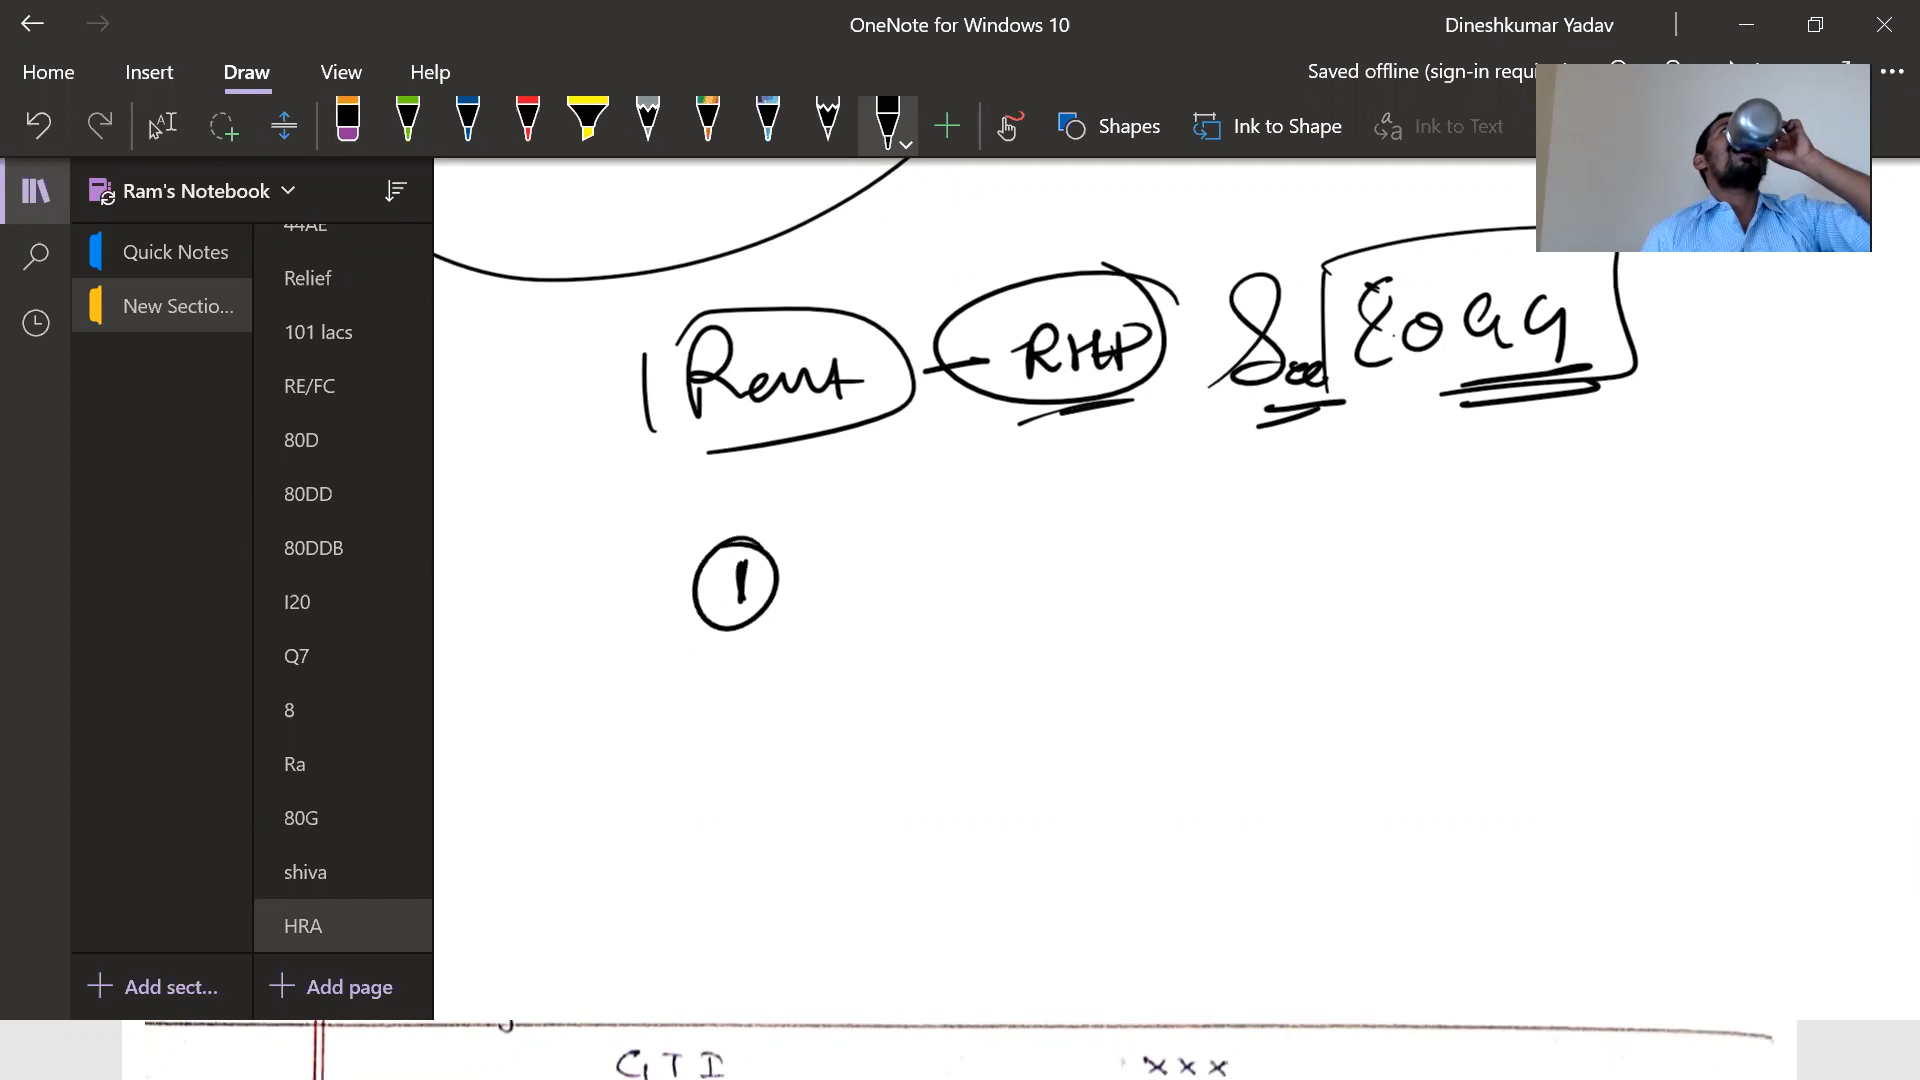 OneNote for Windows 10
Dineshkumar Yadav
Home Insert Draw View Help
Saved offline (sign-in requi
Shapes
Ink to Shape
Ink to Text
Ram's Notebook
Quick Notes
New Sectio...
44AE
Relief
101 lacs
RE/FC
80D
80DD
80DDB
I20
Q7
8
Ra
80G
shiva
HRA
Add sect...
Add page
Rent - RHP 80GG
1
GTI xxx